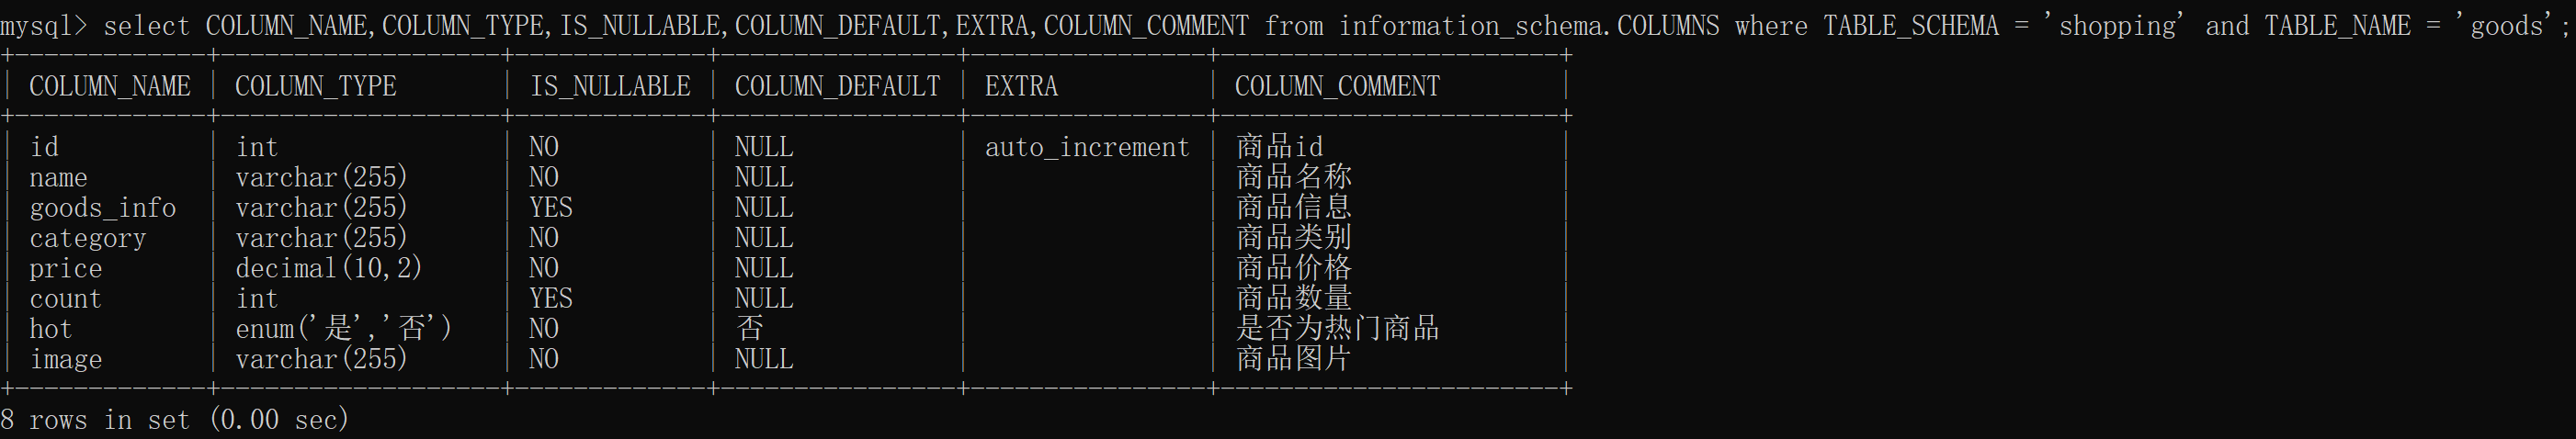 mysql> select COLUMN_NAME,COLUMN_TYPE,IS_NULLABLE,COLUMN_DEFAULT,EXTRA,COLUMN_COMMENT from information_schema.COLUMNS where TABLE_SCHEMA = 'shopping' and TABLE_NAME = 'goods';
+-------------+-------------------+-------------+----------------+----------------+-----------------------+
| COLUMN_NAME | COLUMN_TYPE       | IS_NULLABLE | COLUMN_DEFAULT | EXTRA          | COLUMN_COMMENT        |
+-------------+-------------------+-------------+----------------+----------------+-----------------------+
| id          | int               | NO          | NULL           | auto_increment | 商品id                |
| name        | varchar(255)      | NO          | NULL           |                | 商品名称              |
| goods_info  | varchar(255)      | YES         | NULL           |                | 商品信息              |
| category    | varchar(255)      | NO          | NULL           |                | 商品类别              |
| price       | decimal(10,2)     | NO          | NULL           |                | 商品价格              |
| count       | int               | YES         | NULL           |                | 商品数量              |
| hot         | enum('是','否')   | NO          | 否             |                | 是否为热门商品        |
| image       | varchar(255)      | NO          | NULL           |                | 商品图片              |
+-------------+-------------------+-------------+----------------+----------------+-----------------------+
8 rows in set (0.00 sec)